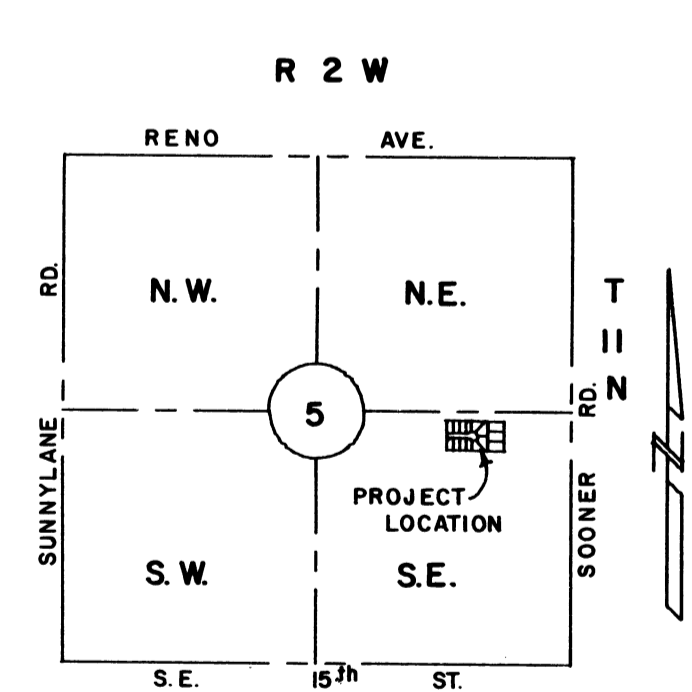 R 2 W
RENO AVE.
RD.
N. W.
N. E.
T
11
N
5
RD.
SUNNYLANE
PROJECT
LOCATION
SOONER
S. W.
S. E.
S. E. 15th ST.
N